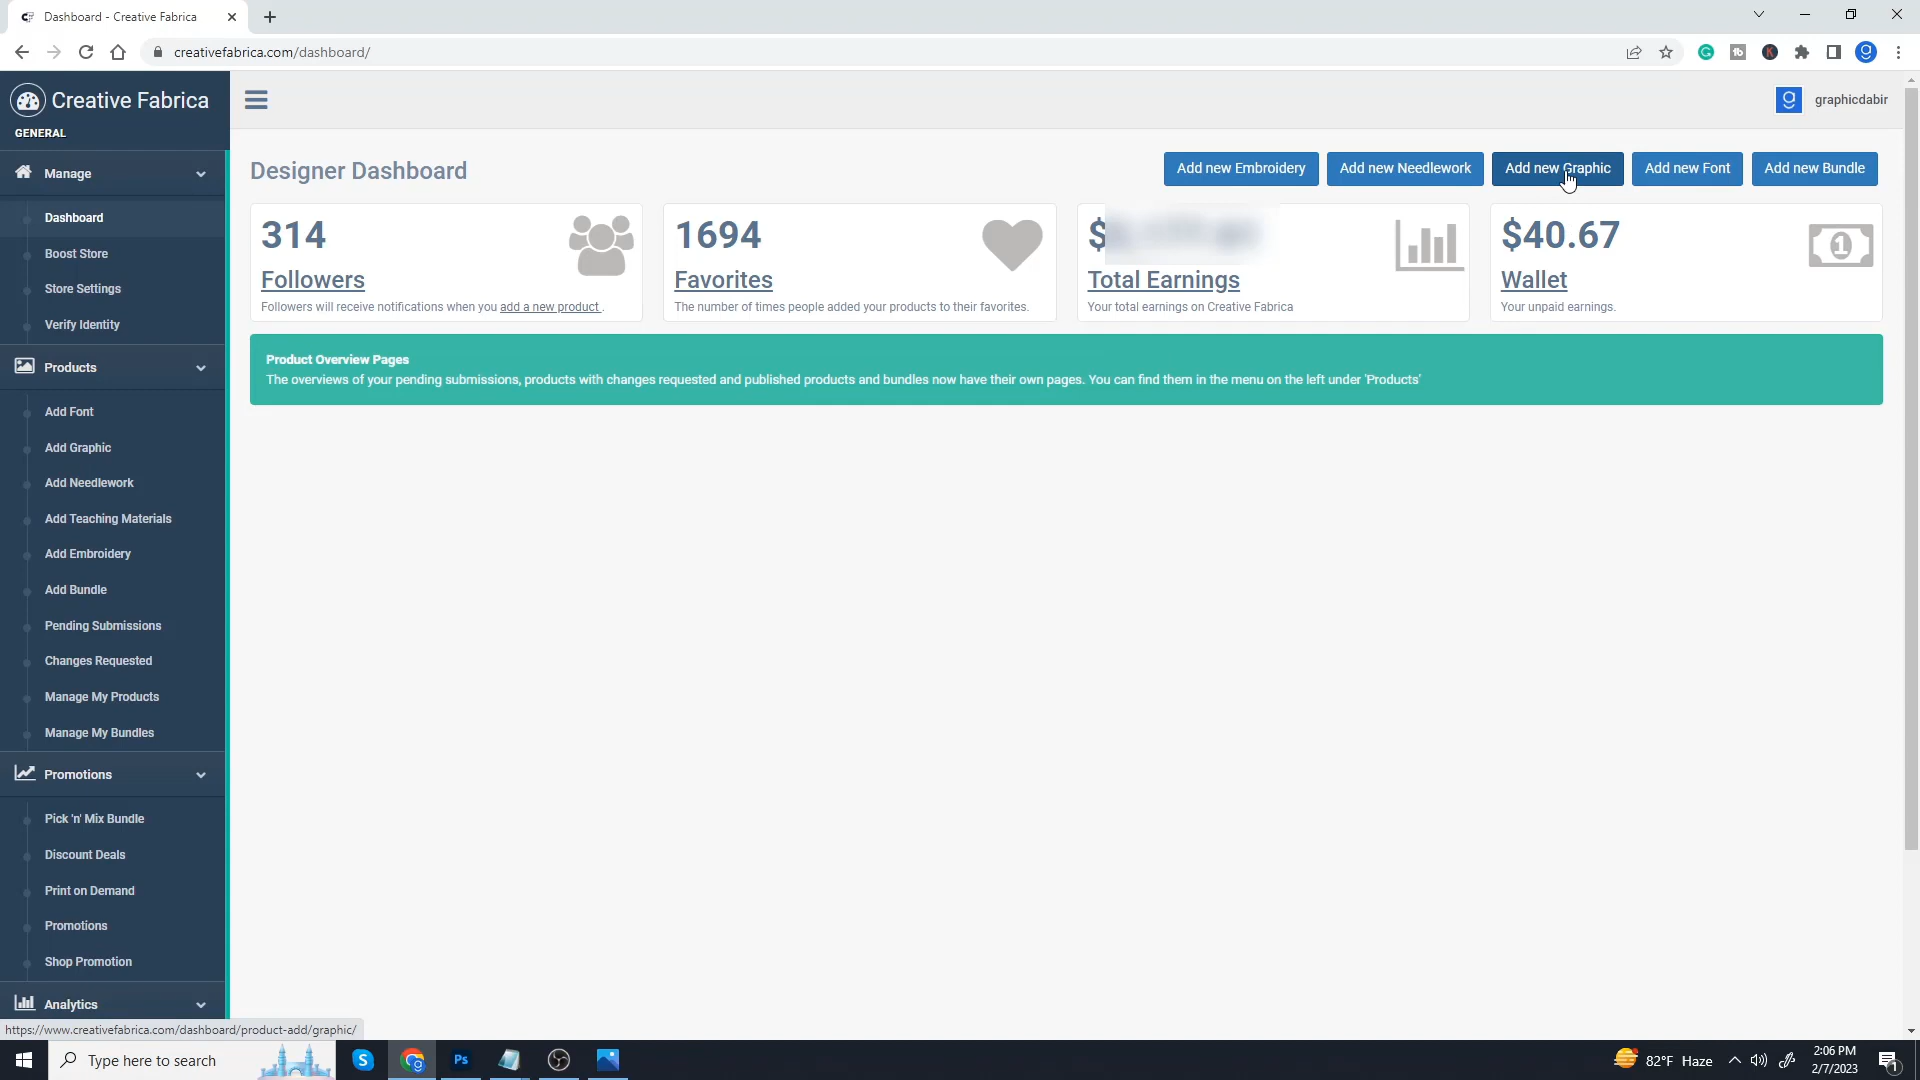 Dashboard - Creative Fabrica
creativefabrica.com/dashboard/
Creative Fabrica
graphicdabir
GENERAL
Manage
Dashboard
Boost Store
Store Settings
Verify Identity
Products
Add Font
Add Graphic
Add Needlework
Add Teaching Materials
Add Embroidery
Add Bundle
Pending Submissions
Changes Requested
Manage My Products
Manage My Bundles
Promotions
Pick 'n' Mix Bundle
Discount Deals
Print on Demand
Promotions
Shop Promotion
Analytics
Designer Dashboard
Add new Embroidery
Add new Needlework
Add new Graphic
Add new Font
Add new Bundle
314
Followers
Followers will receive notifications when you add a new product .
1694
Favorites
The number of times people added your products to their favorites.
$
Total Earnings
Your total earnings on Creative Fabrica
$40.67
Wallet
Your unpaid earnings.
Product Overview Pages
The overviews of your pending submissions, products with changes requested and published products and bundles now have their own pages. You can find them in the menu on the left under 'Products'
https://www.creativefabrica.com/dashboard/product-add/graphic/
Type here to search
82°F Haze
2:06 PM
2/7/2023